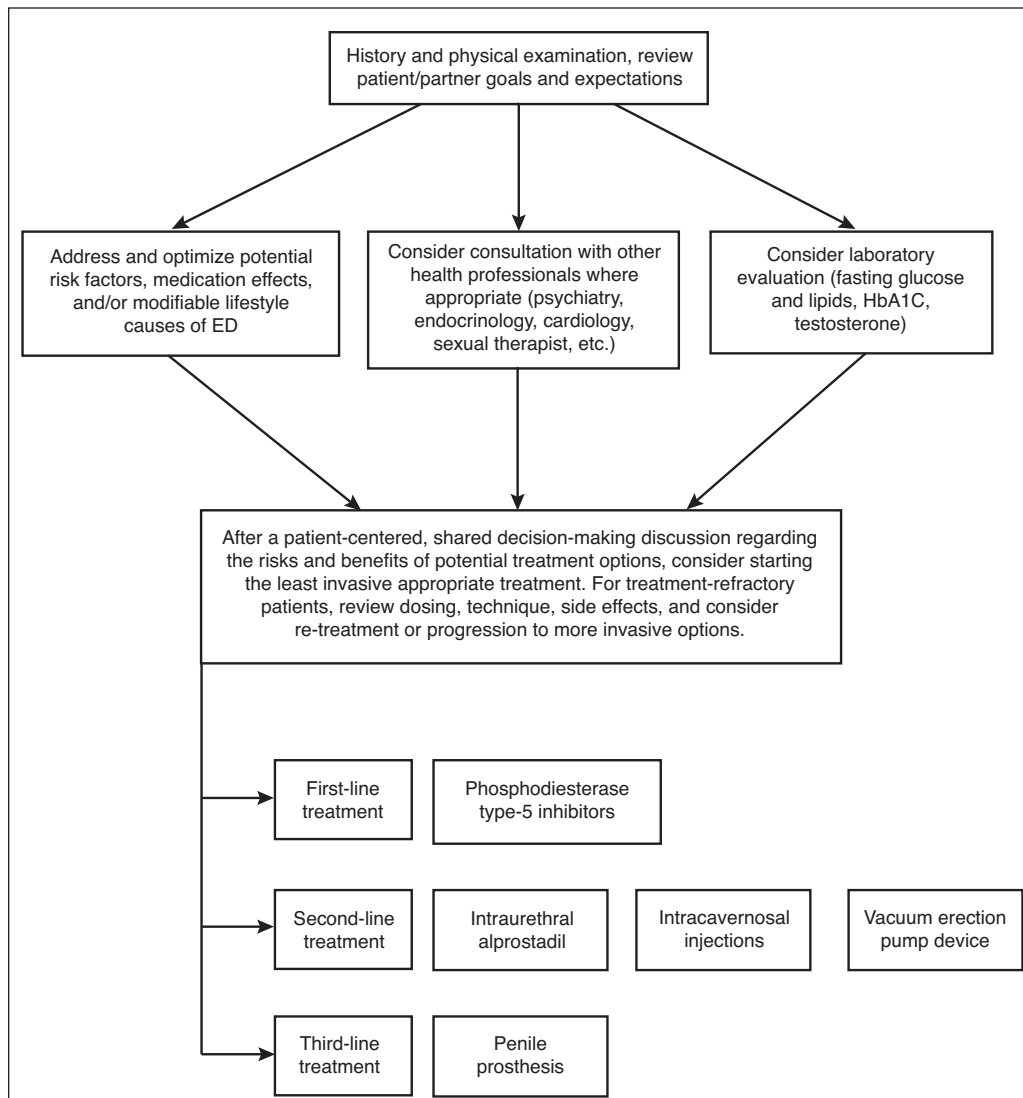 History and physical examination, review
patient/partner goals and expectations
Address and optimize potential
risk factors, medication effects,
and/or modifiable lifestyle
causes of ED
Consider consultation with other
health professionals where
appropriate (psychiatry,
endocrinology, cardiology,
sexual therapist, etc.)
Consider laboratory
evaluation (fasting glucose
and lipids, HbA1C,
testosterone)
After a patient-centered, shared decision-making discussion regarding
the risks and benefits of potential treatment options, consider starting
the least invasive appropriate treatment. For treatment-refractory
patients, review dosing, technique, side effects, and consider
re-treatment or progression to more invasive options.
First-line
treatment
Phosphodiesterase
type-5 inhibitors
Second-line
treatment
Intraurethral
alprostadil
Intracavernosal
injections
Vacuum erection
pump device
Third-line
treatment
Penile
prosthesis